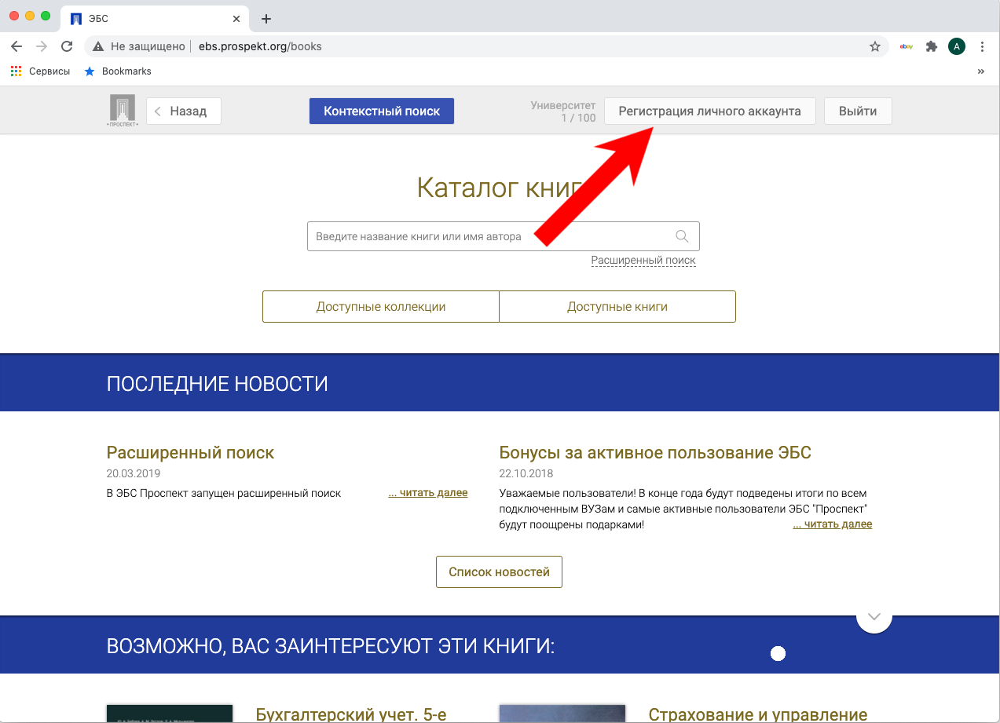 ЭБС
Не защищено
ebs.prospekt.org/books
ebay
A
Сервисы
Bookmarks
»
•ПРОСПЕКТ•
Назад
Контекстный поиск
Университет
1 / 100
Регистрация личного аккаунта
Выйти
Каталог книг
Введите название книги или имя автора
Расширенный поиск
Доступные коллекции
Доступные книги
ПОСЛЕДНИЕ НОВОСТИ
Расширенный поиск
20.03.2019
В ЭБС Проспект запущен расширенный поиск
... читать далее
Бонусы за активное пользование ЭБС
22.10.2018
Уважаемые пользователи! В конце года будут подведены итоги по всем
подключенным ВУЗам и самые активные пользователи ЭБС "Проспект"
будут поощрены подарками!
... читать далее
Список новостей
ВОЗМОЖНО, ВАС ЗАИНТЕРЕСУЮТ ЭТИ КНИГИ:
Бухгалтерский учет. 5-е
Страхование и управление